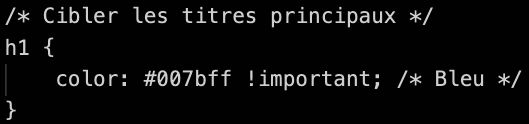 /* Cibler les titres principaux */
h1 {
    color: #007bff !important; /* Bleu */
}